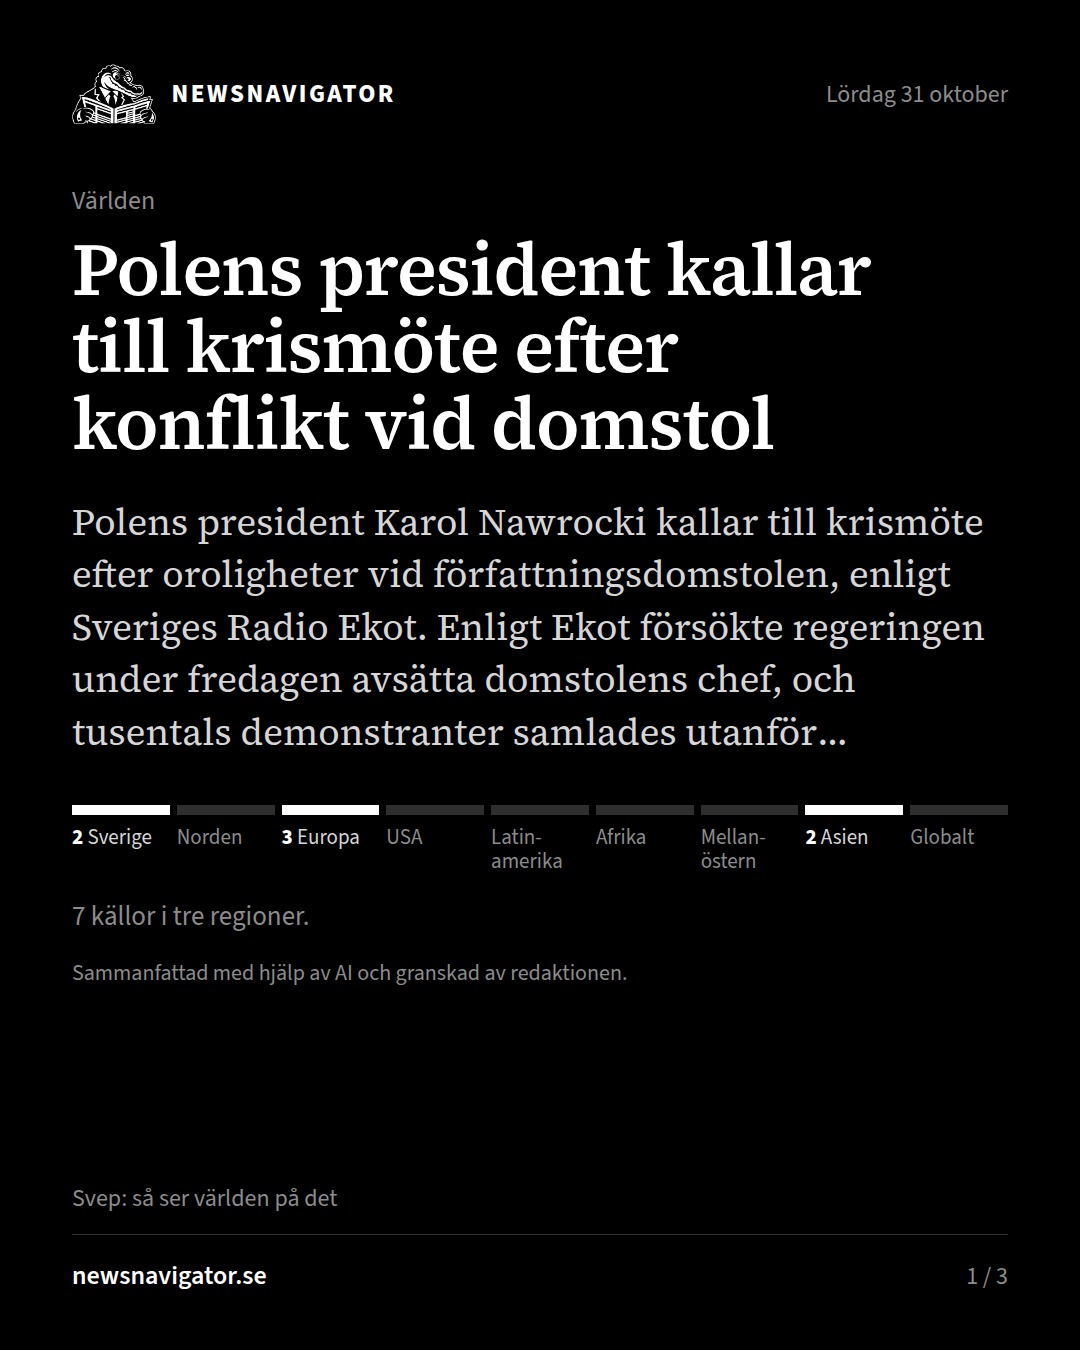 NEWSNAVIGATOR
Lördag 31 oktober
Världen
Polens president kallar
till krismöte efter
konflikt vid domstol
Polens president Karol Nawrocki kallar till krismöte
efter oroligheter vid författningsdomstolen, enligt
Sveriges Radio Ekot. Enligt Ekot försökte regeringen
under fredagen avsätta domstolens chef, och
tusentals demonstranter samlades utanför...
2 Sverige
Norden
3 Europa
USA
Latin-
amerika
Afrika
Mellan-
östern
2 Asien
Globalt
7 källor i tre regioner.
Sammanfattad med hjälp av AI och granskad av redaktionen.
Svep: så ser världen på det
newsnavigator.se
1 / 3